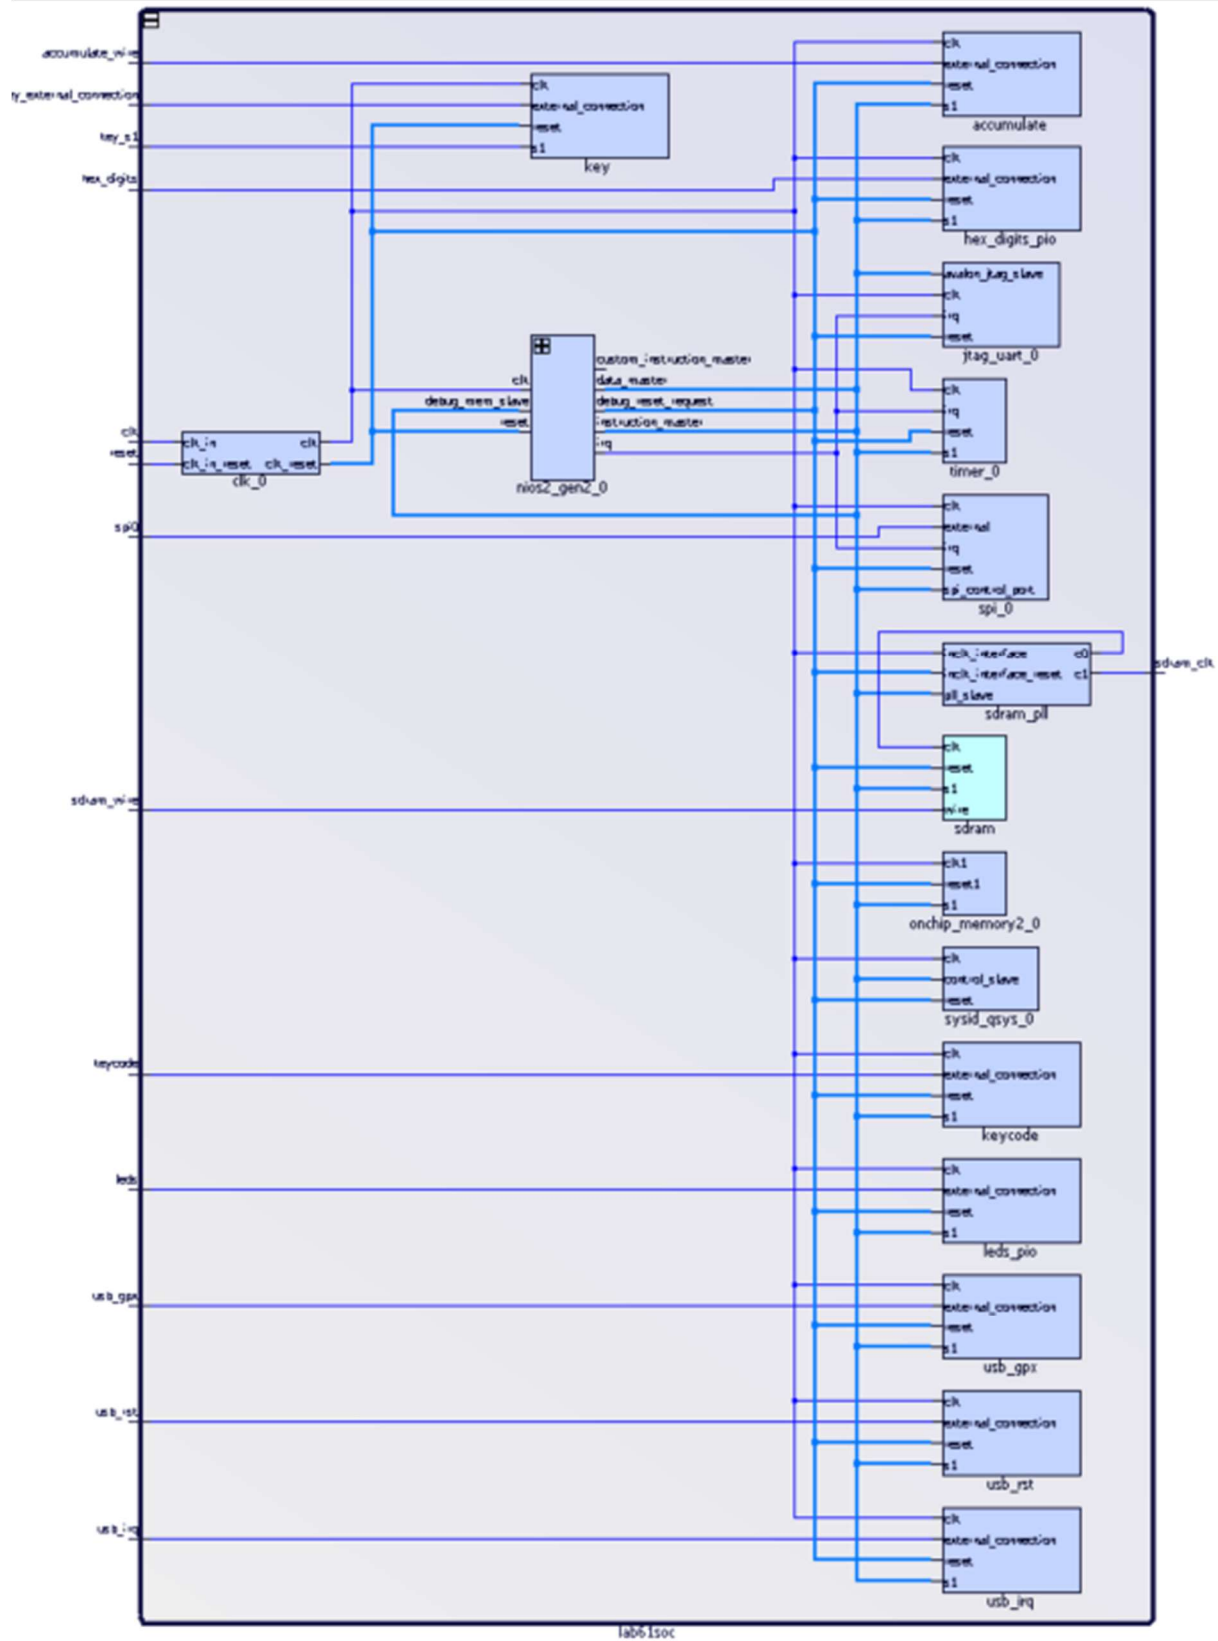 accumulate_wire
y_external_connection
key_s1
hex_digits
clk
reset
spi0
sdram_wire
keycode
leds
usb_gpx
usb_rst
usb_irq
clk
external_connection
reset
s1
key
clk_in
clk
clk_in_reset
clk_reset
clk_0
custom_instruction_master
clk
data_master
debug_mem_slave
debug_reset_request
reset
instruction_master
irq
nios2_gen2_0
clk
external_connection
reset
s1
accumulate
clk
external_connection
reset
s1
hex_digits_pio
avalon_jtag_slave
clk
irq
reset
jtag_uart_0
clk
irq
reset
s1
timer_0
clk
external
irq
reset
spi_control_port
spi_0
inclk_interface
c0
inclk_interface_reset
c1
pll_slave
sdram_pll
sdram_clk
clk
reset
s1
wire
sdram
clk1
reset1
s1
onchip_memory2_0
clk
control_slave
reset
sysid_qsys_0
clk
external_connection
reset
s1
keycode
clk
external_connection
reset
s1
leds_pio
clk
external_connection
reset
s1
usb_gpx
clk
external_connection
reset
s1
usb_rst
clk
external_connection
reset
s1
usb_irq
lab61soc